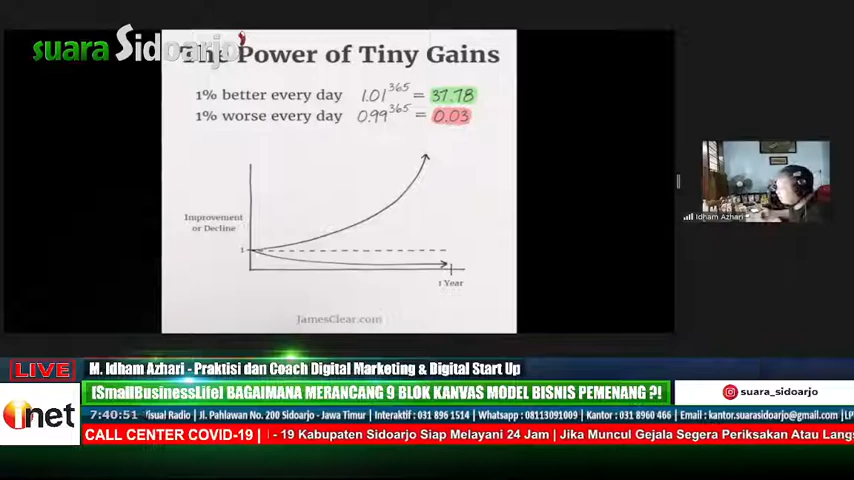 suara Sidoarjo
The Power of Tiny Gains
1% better every day 1.01^365 = 37.78
1% worse every day 0.99^365 = 0.03
Improvement
or Decline
1
1 Year
JamesClear.com
Idham Azhari
LIVE
M. Idham Azhari - Praktisi dan Coach Digital Marketing & Digital Start Up
[SmallBusinessLife] BAGAIMANA MERANCANG 9 BLOK KANVAS MODEL BISNIS PEMENANG ?!
suara_sidoarjo
inet
7:40:51 /isual Radio | Jl. Pahlawan No. 200 Sidoarjo - Jawa Timur | Interaktif : 031 896 1514 | Whatsapp : 08113091009 | Kantor : 031 8960 466 | Email : kantor.suarasidoarjo@gmail.com |LP
CALL CENTER COVID-19 | - 19 Kabupaten Sidoarjo Siap Melayani 24 Jam | Jika Muncul Gejala Segera Periksakan Atau Langs